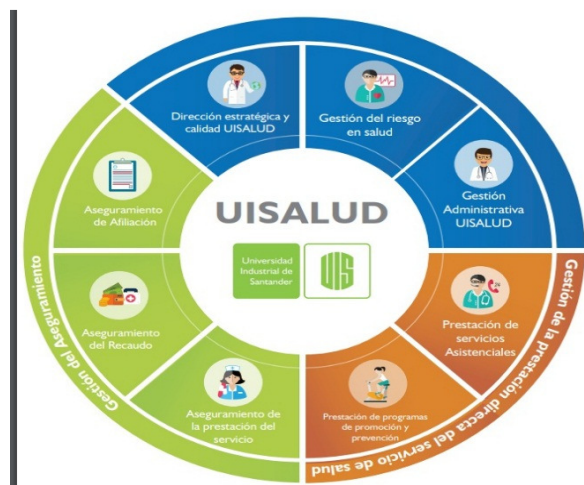 Dirección estratégica y
calidad UISALUD
Gestión del riesgo
en salud
Gestión
Administrativa
UISALUD
Aseguramiento
de Afiliación
UISALUD
Universidad
Industrial de
Santander
UIS
Aseguramiento
del Recaudo
Prestación de
servicios
Asistenciales
Aseguramiento de
la prestación del
servicio
Prestación de programas
de promoción y
prevención
Gestión del Aseguramiento
Gestión de la prestación directa del servicio de salud